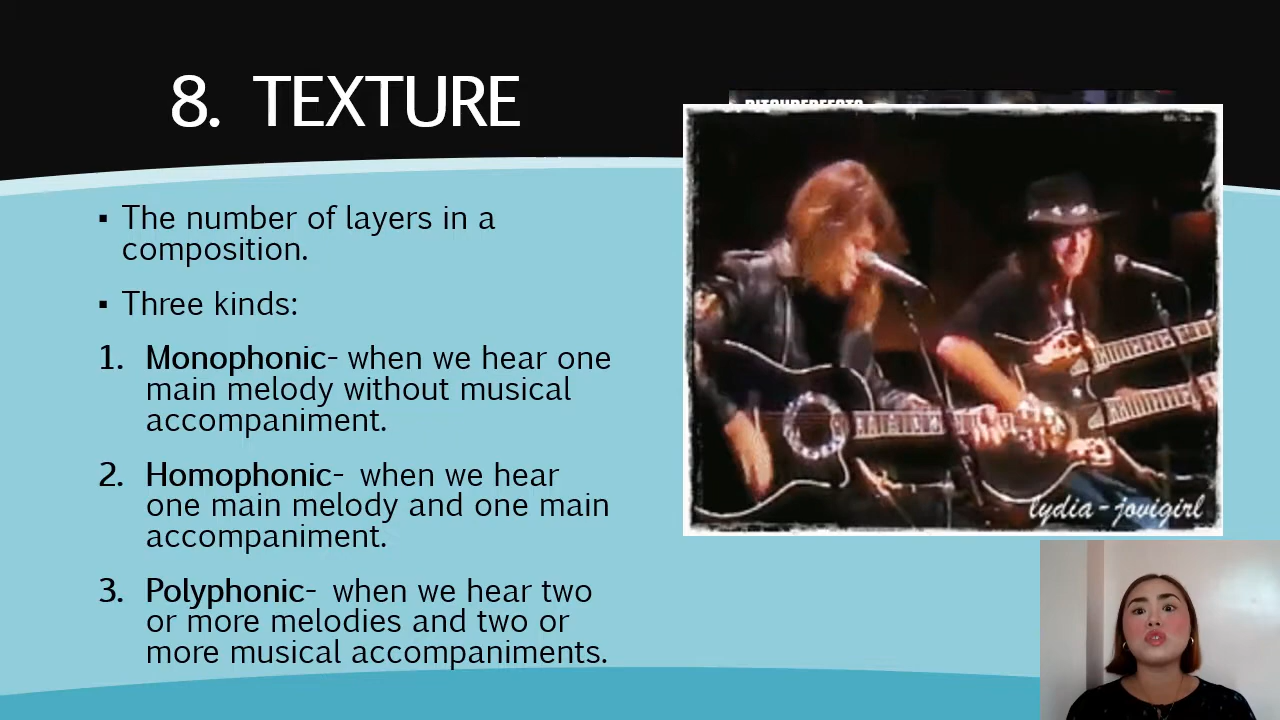 8. TEXTURE
▪ The number of layers in a
composition.
▪ Three kinds:
1. Monophonic- when we hear one
main melody without musical
accompaniment.
2. Homophonic- when we hear
one main melody and one main
accompaniment.
3. Polyphonic- when we hear two
or more melodies and two or
more musical accompaniments.
lydia-jovigirl